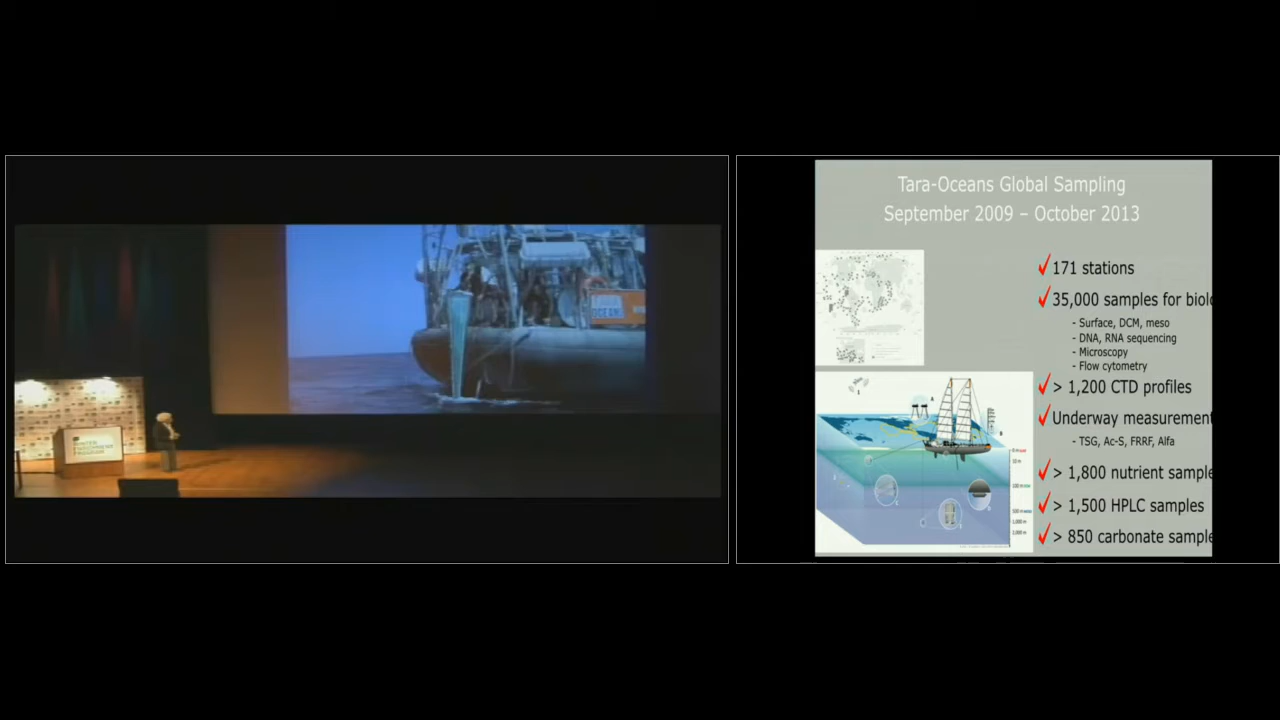 OCEANS
Tara-Oceans Global Sampling
September 2009 – October 2013
171 stations
35,000 samples for biolo
- Surface, DCM, meso
- DNA, RNA sequencing
- Microscopy
- Flow cytometry
> 1,200 CTD profiles
Underway measurement
- TSG, Ac-S, FRRF, Alfa
> 1,800 nutrient sample
> 1,500 HPLC samples
> 850 carbonate sample